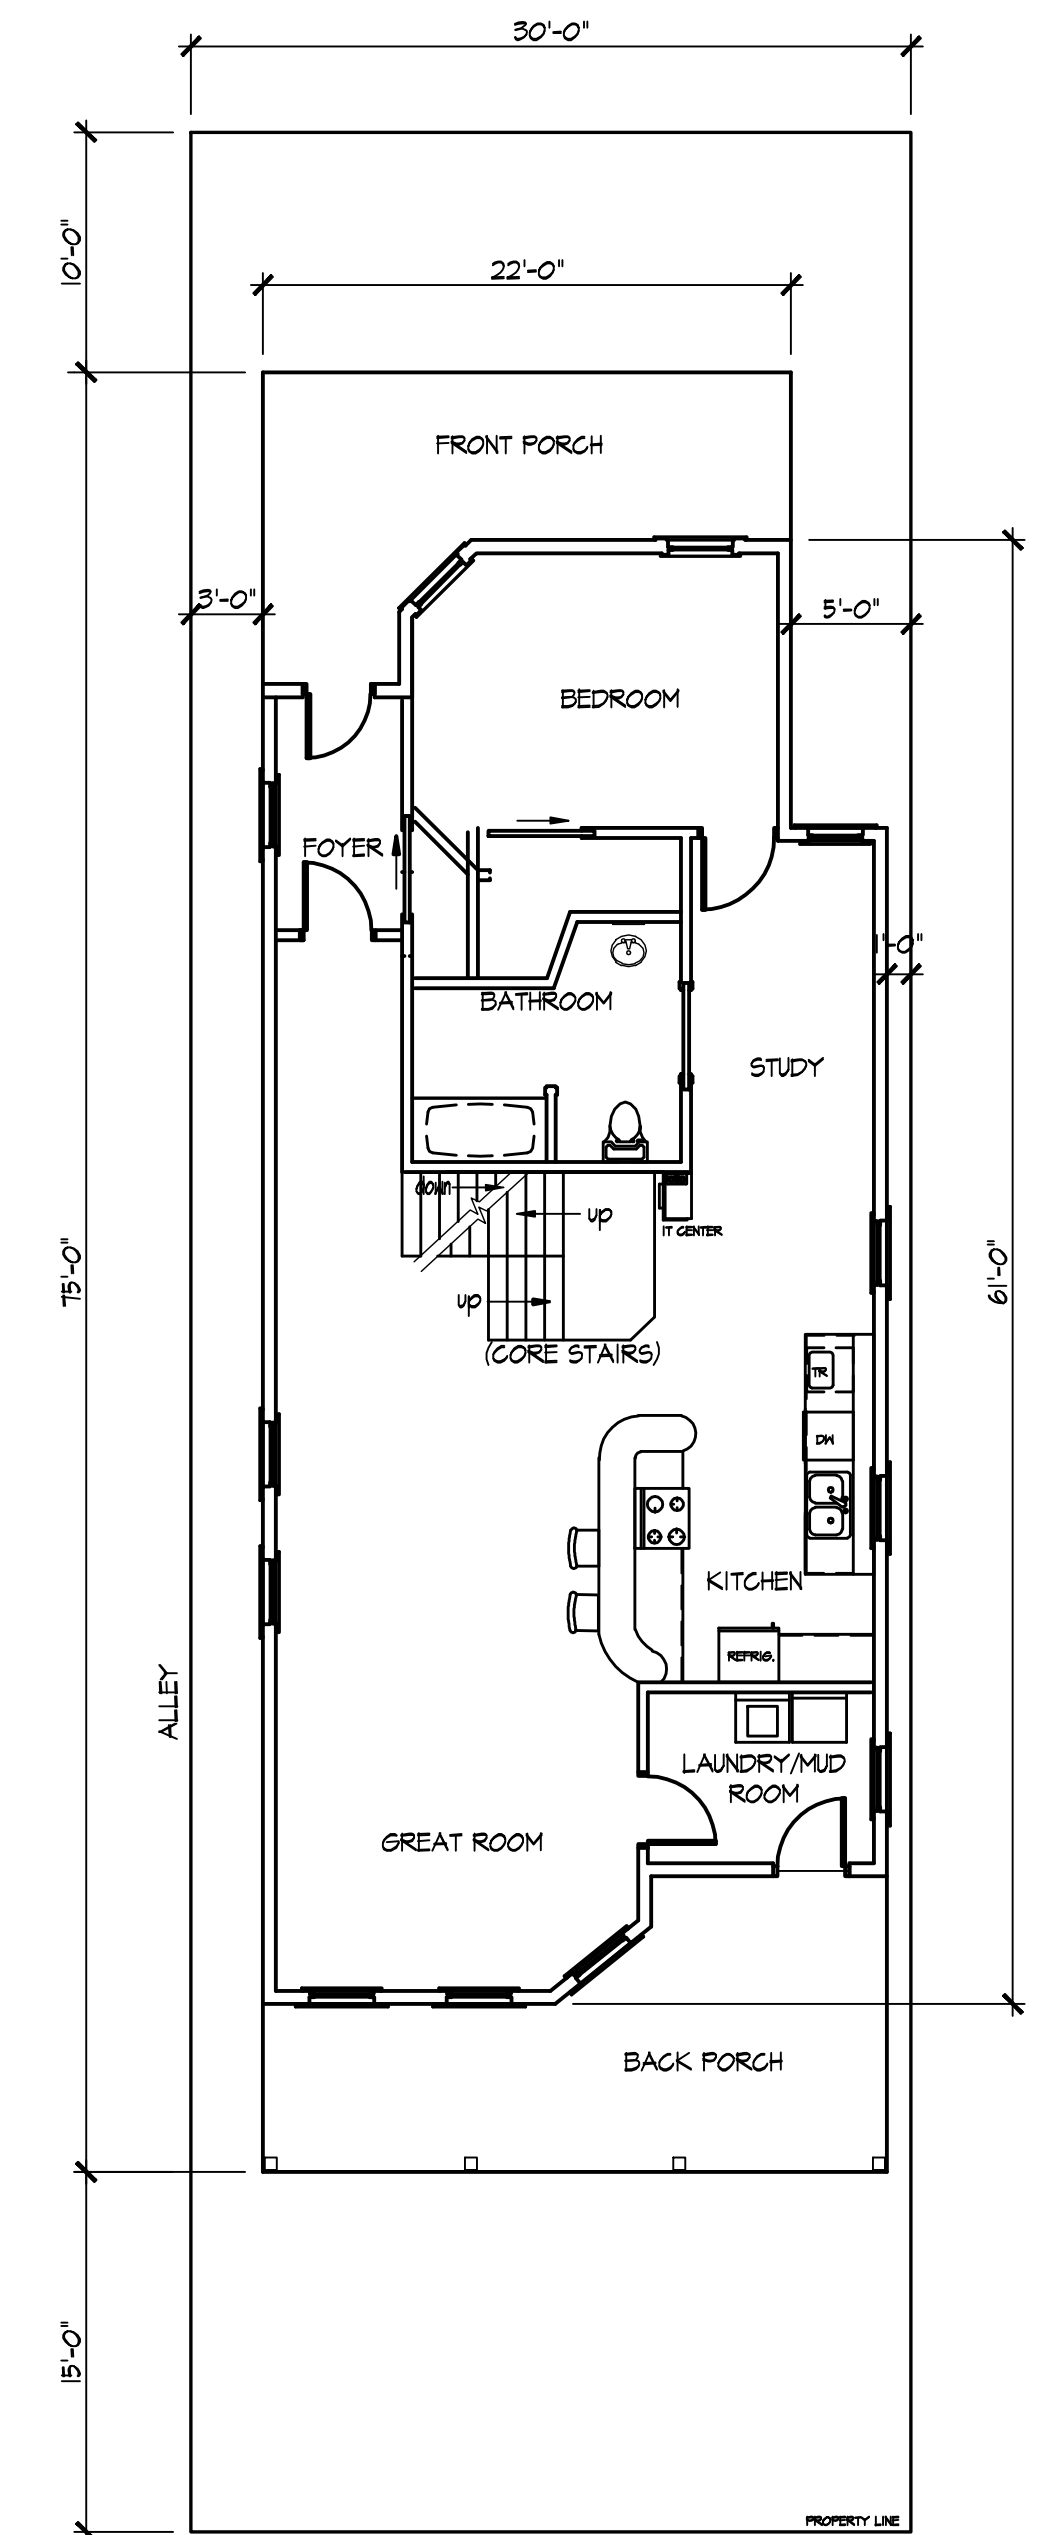 30'-0"
10'-0"
22'-0"
FRONT PORCH
3'-0"
5'-0"
BEDROOM
FOYER
1'-0"
BATHROOM
STUDY
down
up
IT CENTER
75'-0"
61'-0"
up
(CORE STAIRS)
TR
DW
KITCHEN
REFRIG.
ALLEY
LAUNDRY/MUD
ROOM
GREAT ROOM
BACK PORCH
15'-0"
PROPERTY LINE